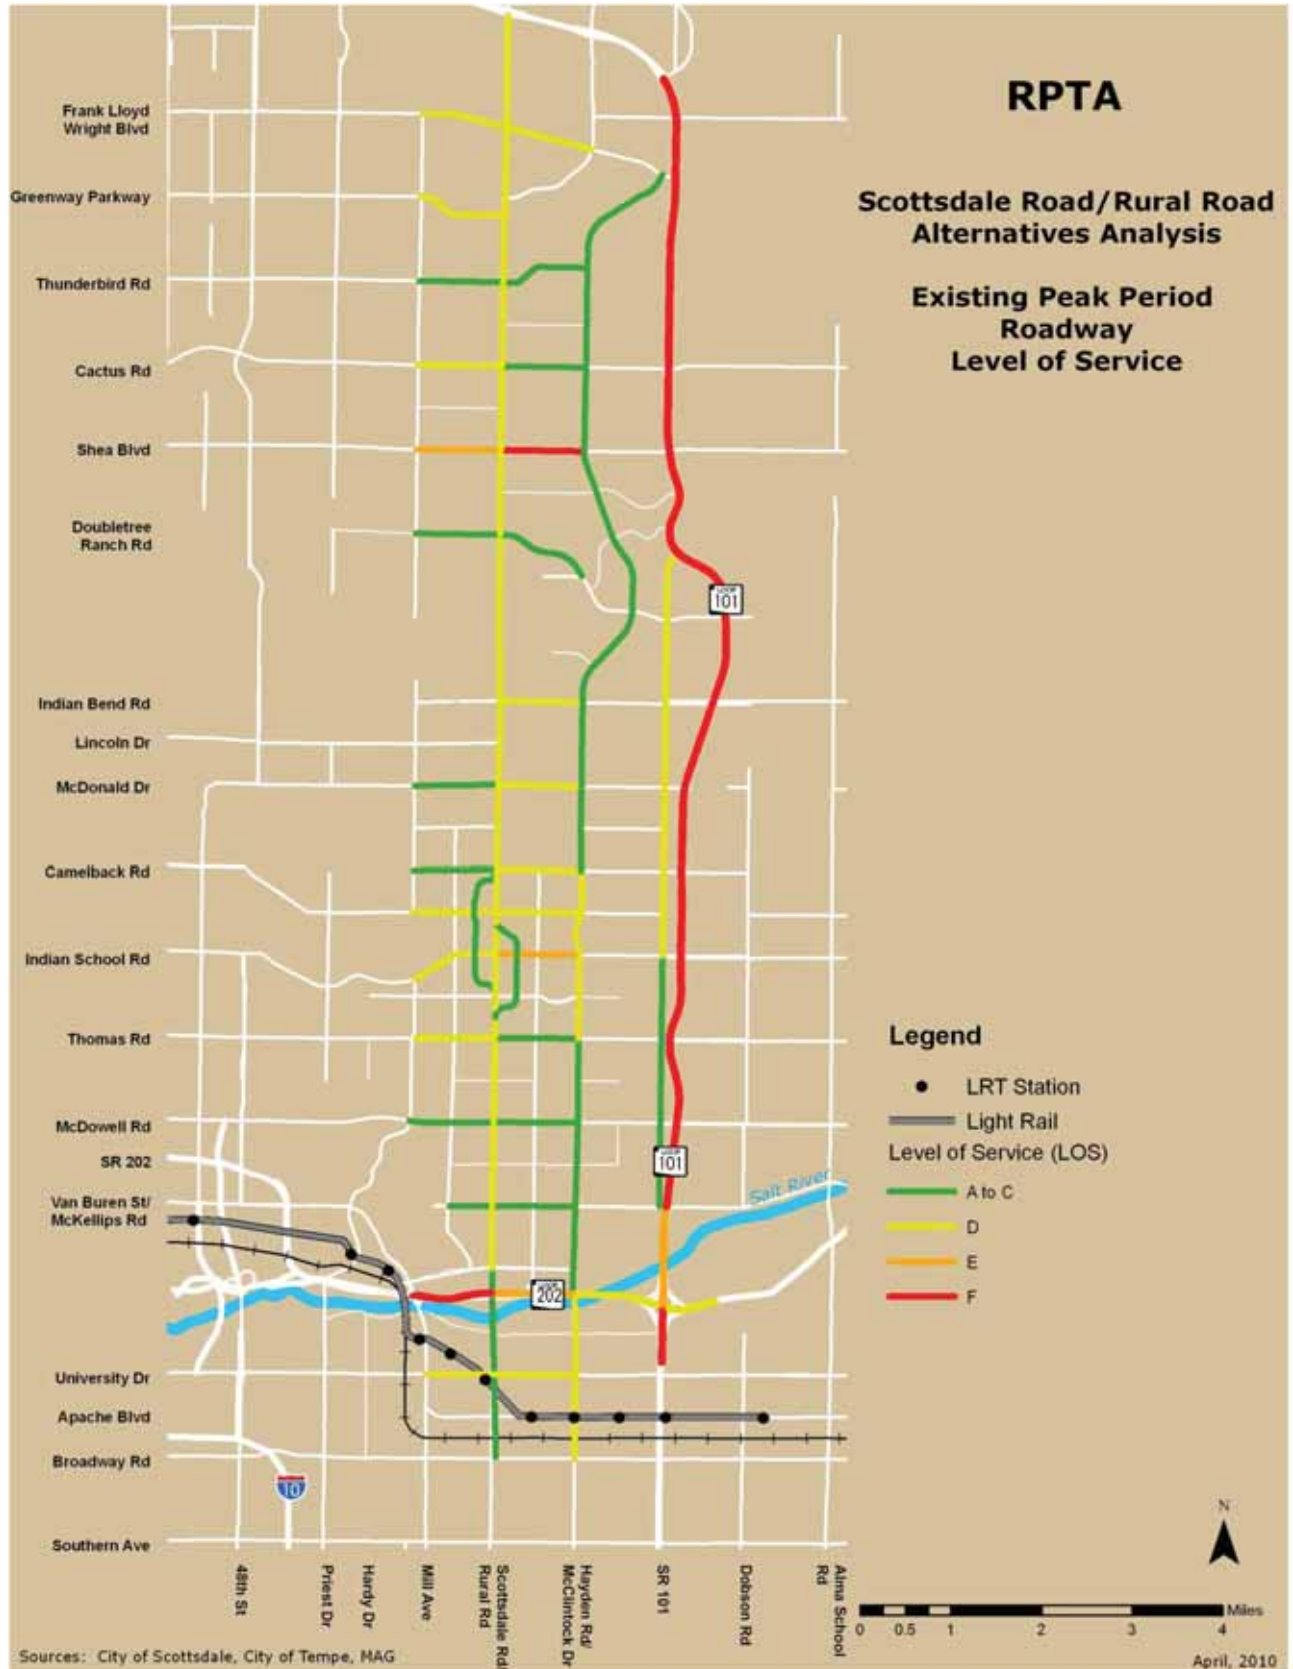 RPTA
Scottsdale Road/Rural Road
Alternatives Analysis
Existing Peak Period
Roadway
Level of Service
Frank Lloyd
Wright Blvd
Greenway Parkway
Thunderbird Rd
Cactus Rd
Shea Blvd
Doubletree
Ranch Rd
LOOP
101
Indian Bend Rd
Lincoln Dr
McDonald Dr
Camelback Rd
Indian School Rd
Thomas Rd
McDowell Rd
SR 202
Van Buren St/
McKellips Rd
LOOP
101
Salt River
LOOP
202
University Dr
Apache Blvd
Broadway Rd
10
Southern Ave
Legend
LRT Station
Light Rail
Level of Service (LOS)
A to C
D
E
F
48th St
Priest Dr
Hardy Dr
Mill Ave
Scottsdale Rd/
Rural Rd
Hayden Rd/
McClintock Dr
SR 101
Dobson Rd
Alma School
Rd
N
Miles
0 0.5 1 2 3 4
Sources: City of Scottsdale, City of Tempe, MAG
April, 2010